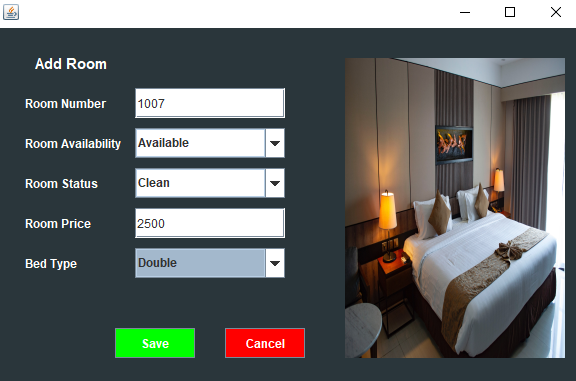 Add Room
Room Number 1007
Room Availability Available
Room Status Clean
Room Price 2500
Bed Type Double
Save Cancel